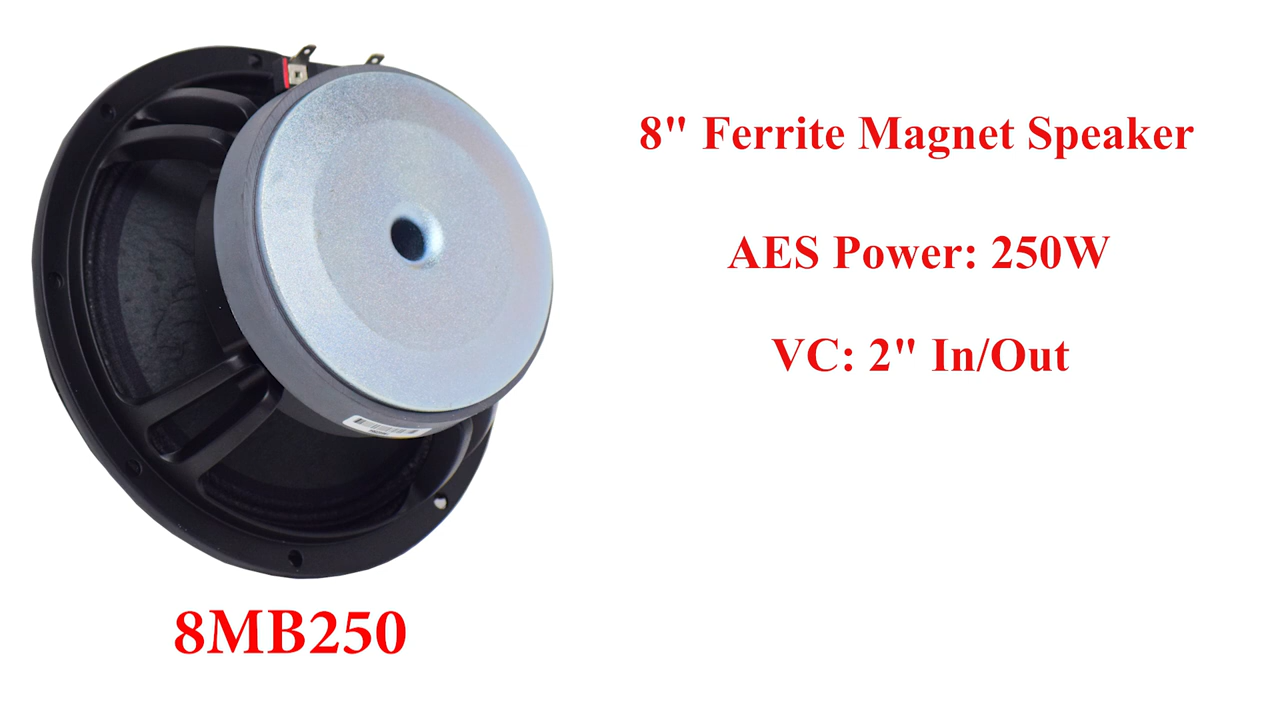 8" Ferrite Magnet Speaker
AES Power: 250W
VC: 2" In/Out
8MB250